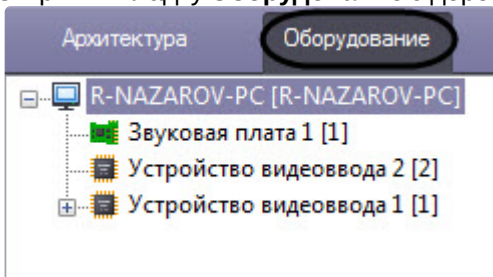 Архитектура Оборудование
R-NAZAROV-PC [R-NAZAROV-PC]
Звуковая плата 1 [1]
Устройство видеоввода 2 [2]
Устройство видеоввода 1 [1]